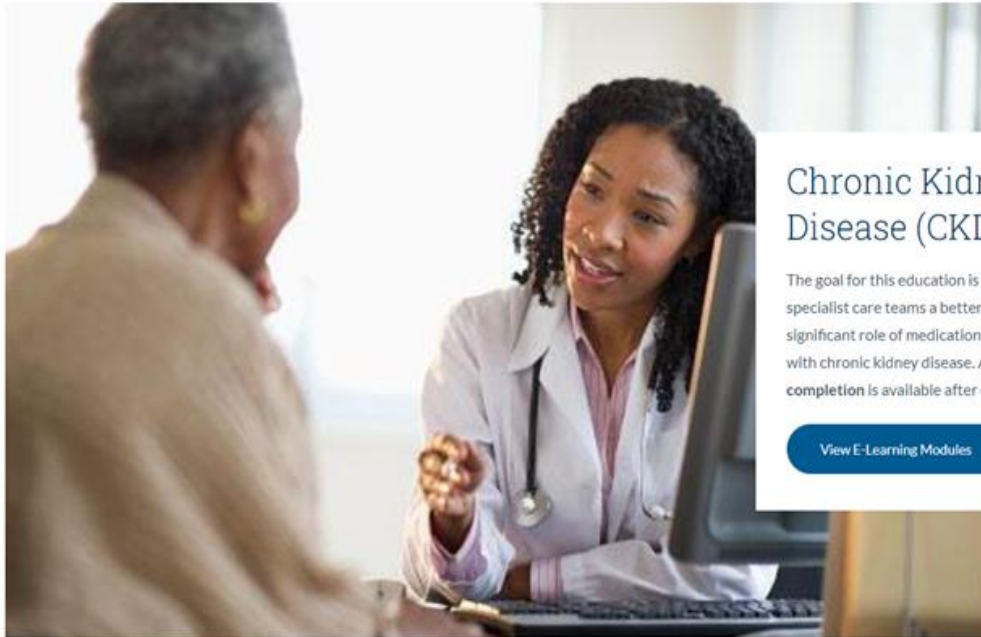 Chronic Kidn
Disease (CKD
The goal for this education is
specialist care teams a better
significant role of medication
with chronic kidney disease. A
completion is available after
View E-Learning Modules